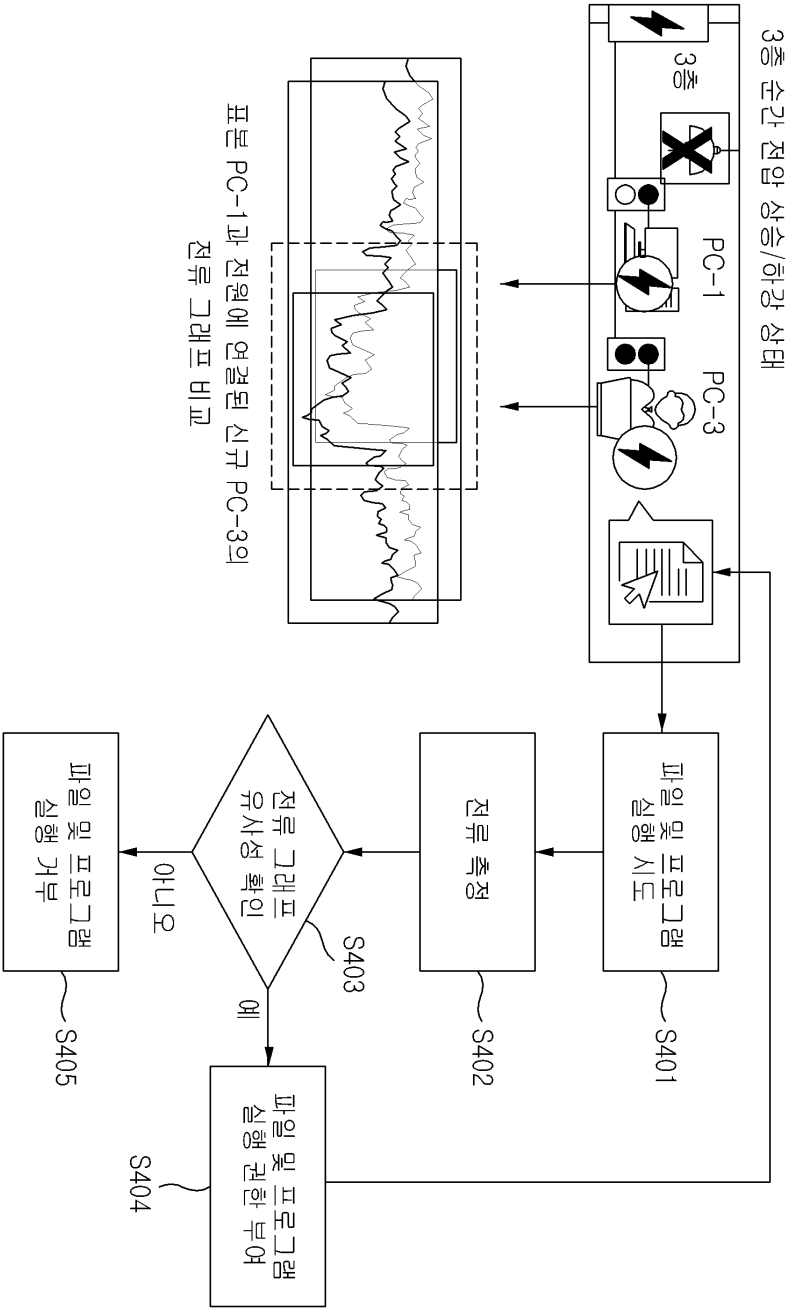 3층 순간 전압 상승/하강 상태
3층
PC-1
PC-3
표본 PC-1과 전원에 연결된 신규 PC-3의
전류 그래프 비교
파일 및 프로그램
실행 시도
S401
전류 측정
S402
전류 그래프
유사성 확인
S403
예
아니오
파일 및 프로그램
실행 권한 부여
S404
파일 및 프로그램
실행 거부
S405